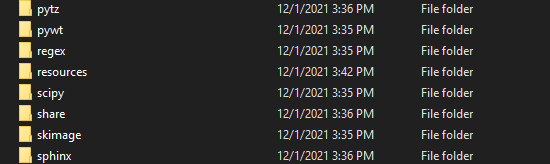 pytz 12/1/2021 3:36 PM File folder
pywt 12/1/2021 3:35 PM File folder
regex 12/1/2021 3:35 PM File folder
resources 12/1/2021 3:42 PM File folder
scipy 12/1/2021 3:35 PM File folder
share 12/1/2021 3:36 PM File folder
skimage 12/1/2021 3:35 PM File folder
sphinx 12/1/2021 3:36 PM File folder